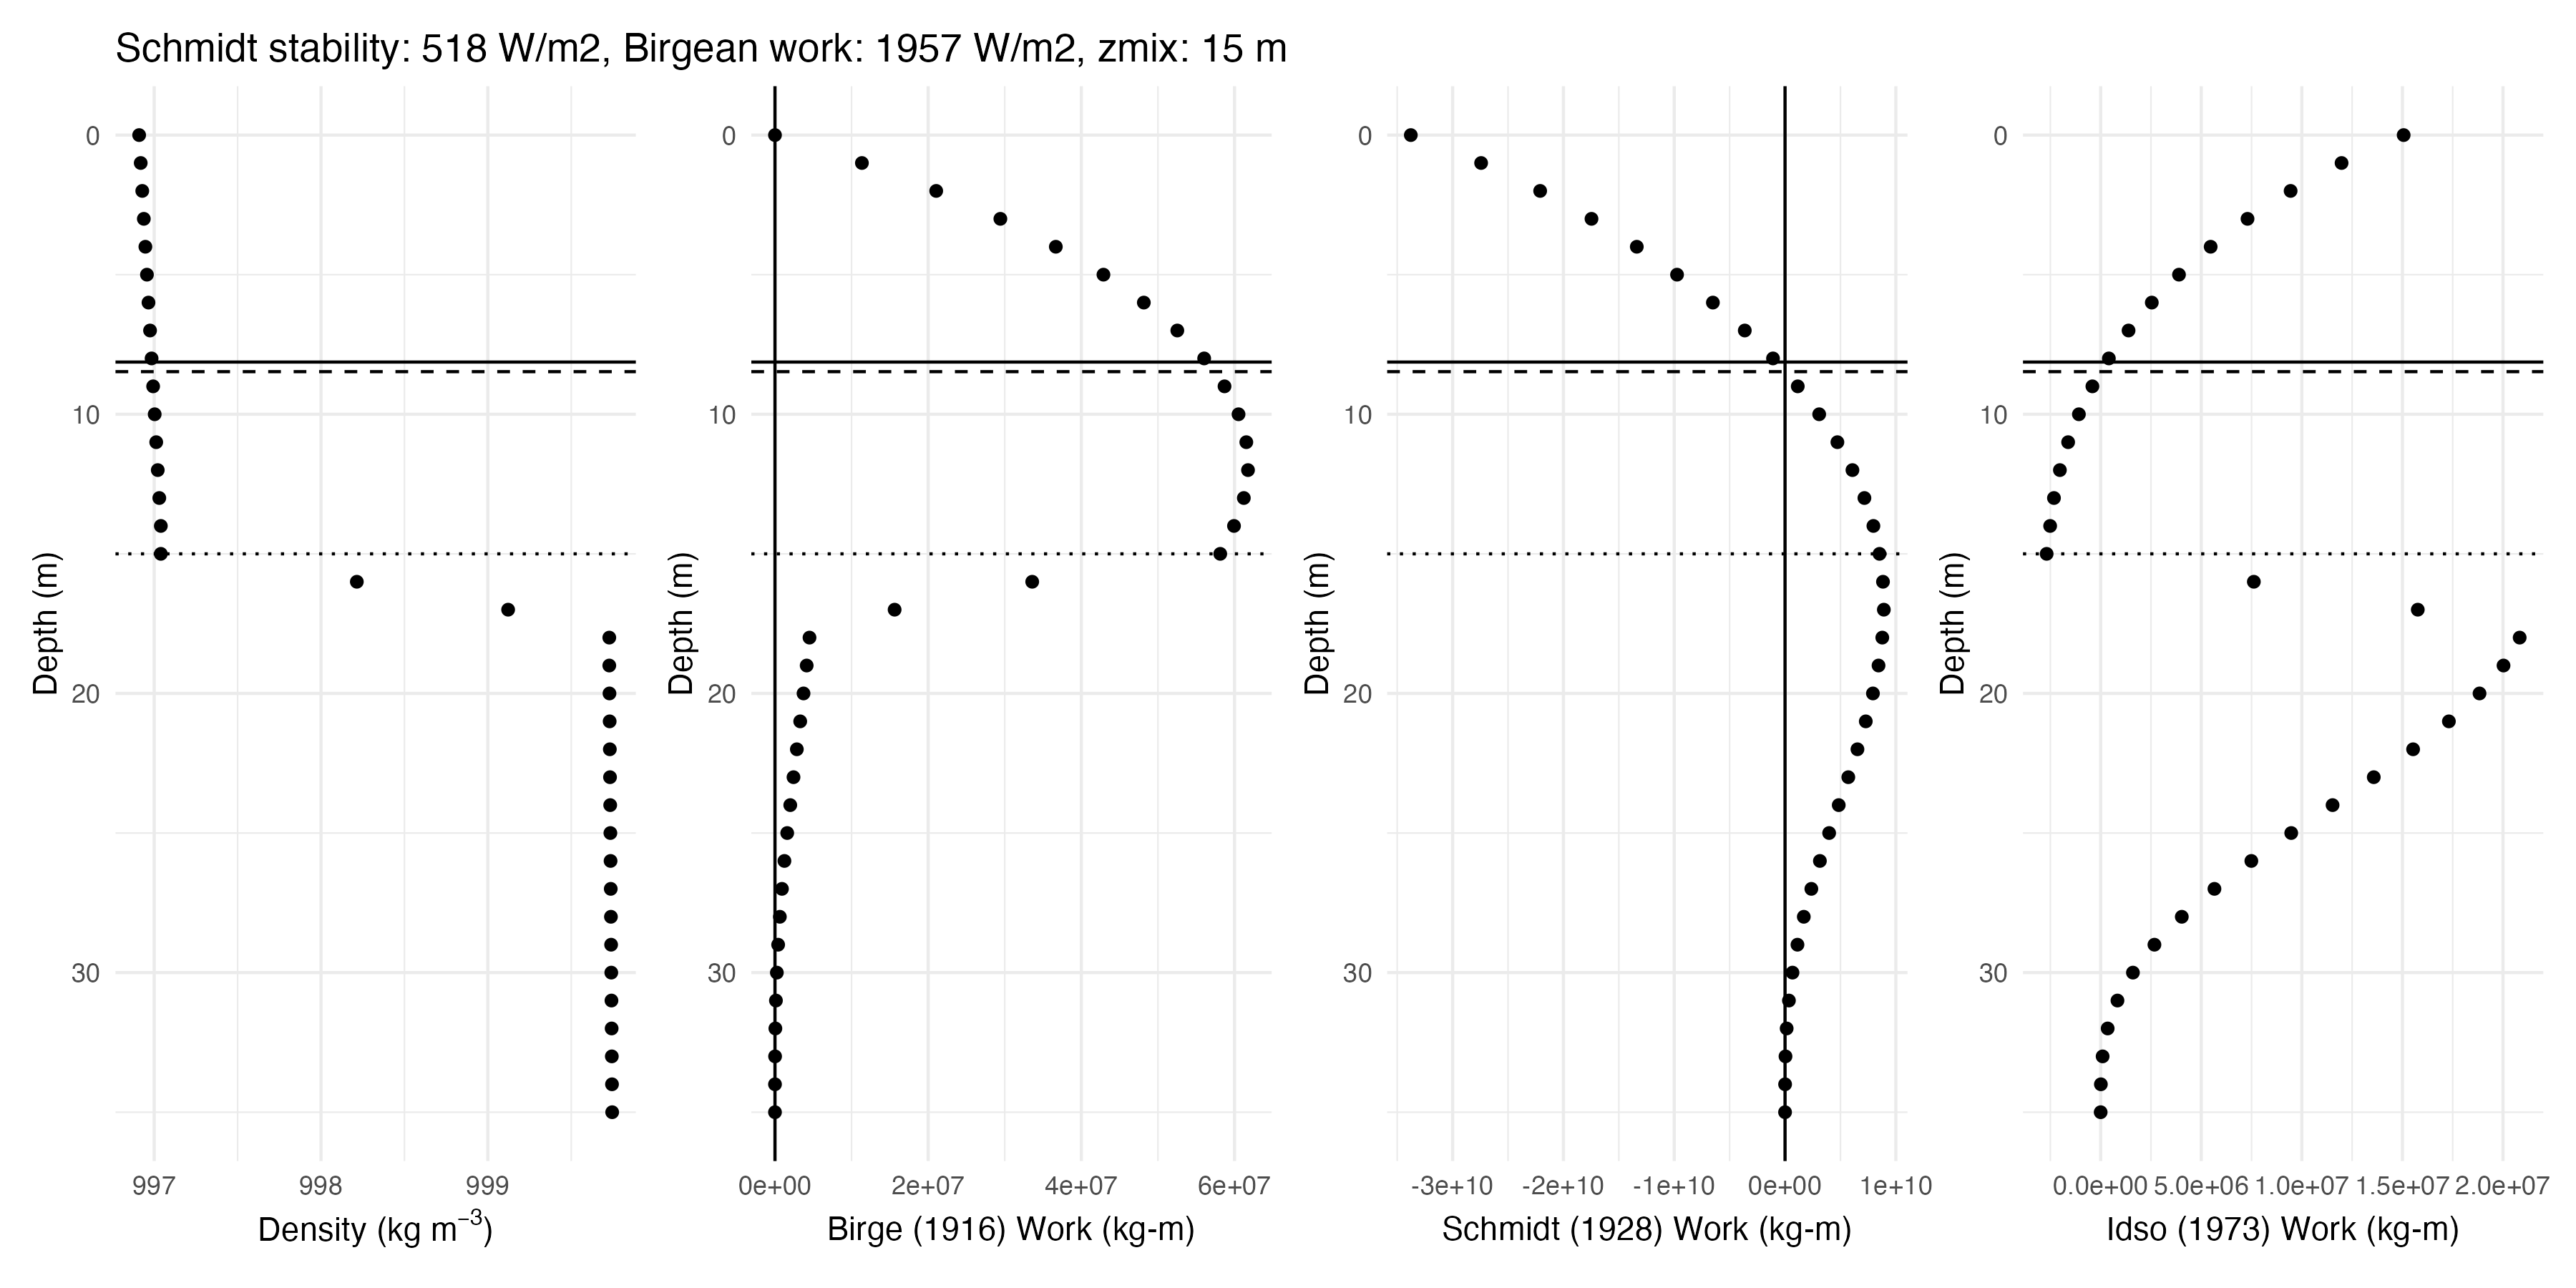 Schmidt stability: 518 W/m2, Birgean work: 1957 W/m2, zmix: 15 m
Depth (m)
0
10
20
30
997 998 999
Density (kg m⁻³)
Depth (m)
0
10
20
30
0e+00 2e+07 4e+07 6e+07
Birge (1916) Work (kg-m)
Depth (m)
0
10
20
30
-3e+10 -2e+10 -1e+10 0e+00 1e+10
Schmidt (1928) Work (kg-m)
Depth (m)
0
10
20
30
0.0e+00 5.0e+06 1.0e+07 1.5e+07 2.0e+07
Idso (1973) Work (kg-m)